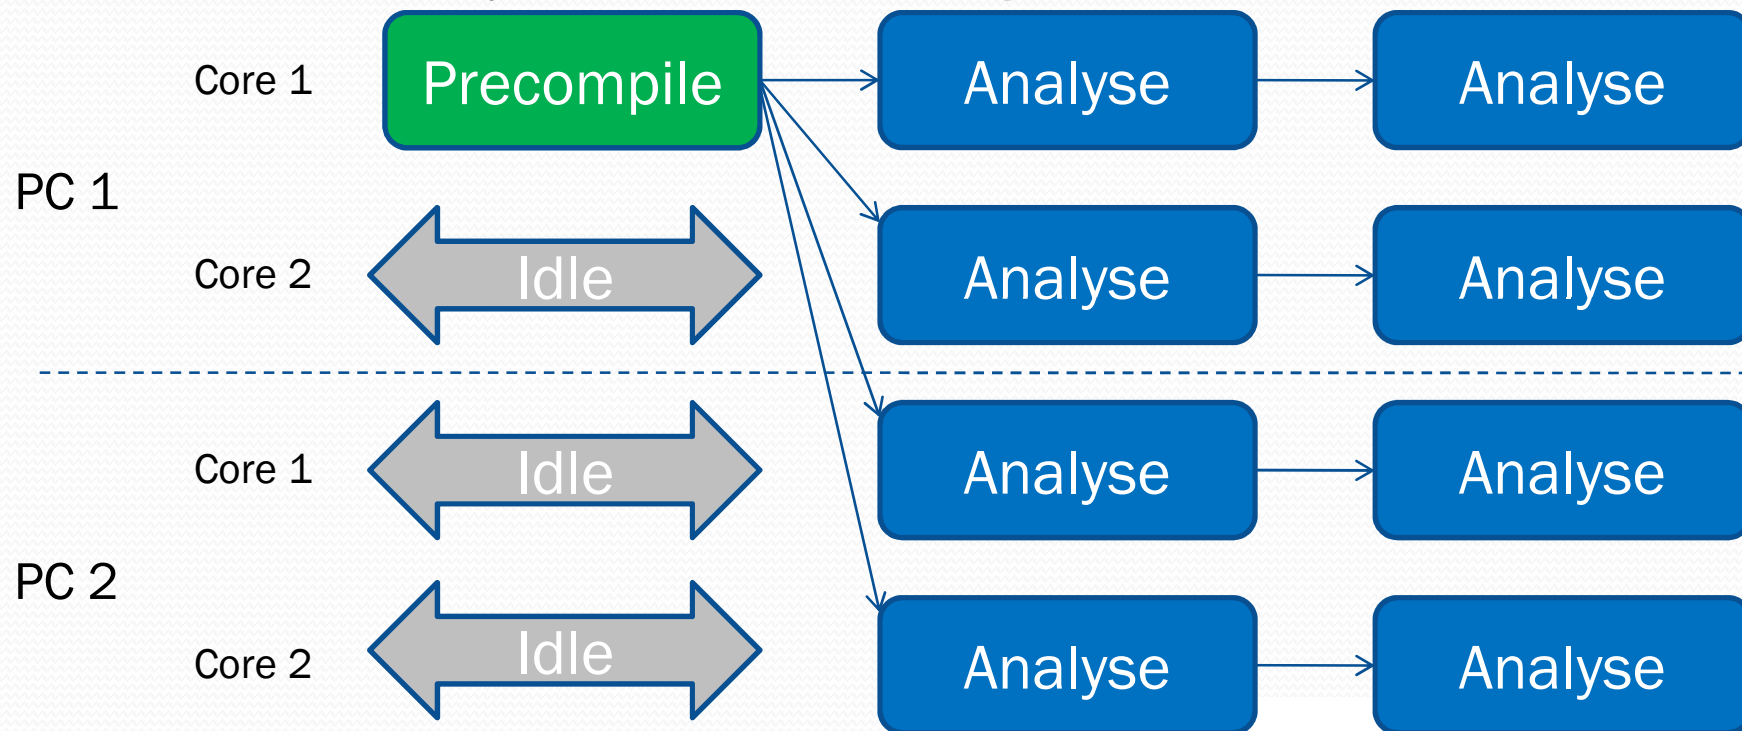 Core 1
Precompile
Analyse
Analyse
PC 1
Core 2
Idle
Analyse
Analyse
Core 1
Idle
Analyse
Analyse
PC 2
Core 2
Idle
Analyse
Analyse